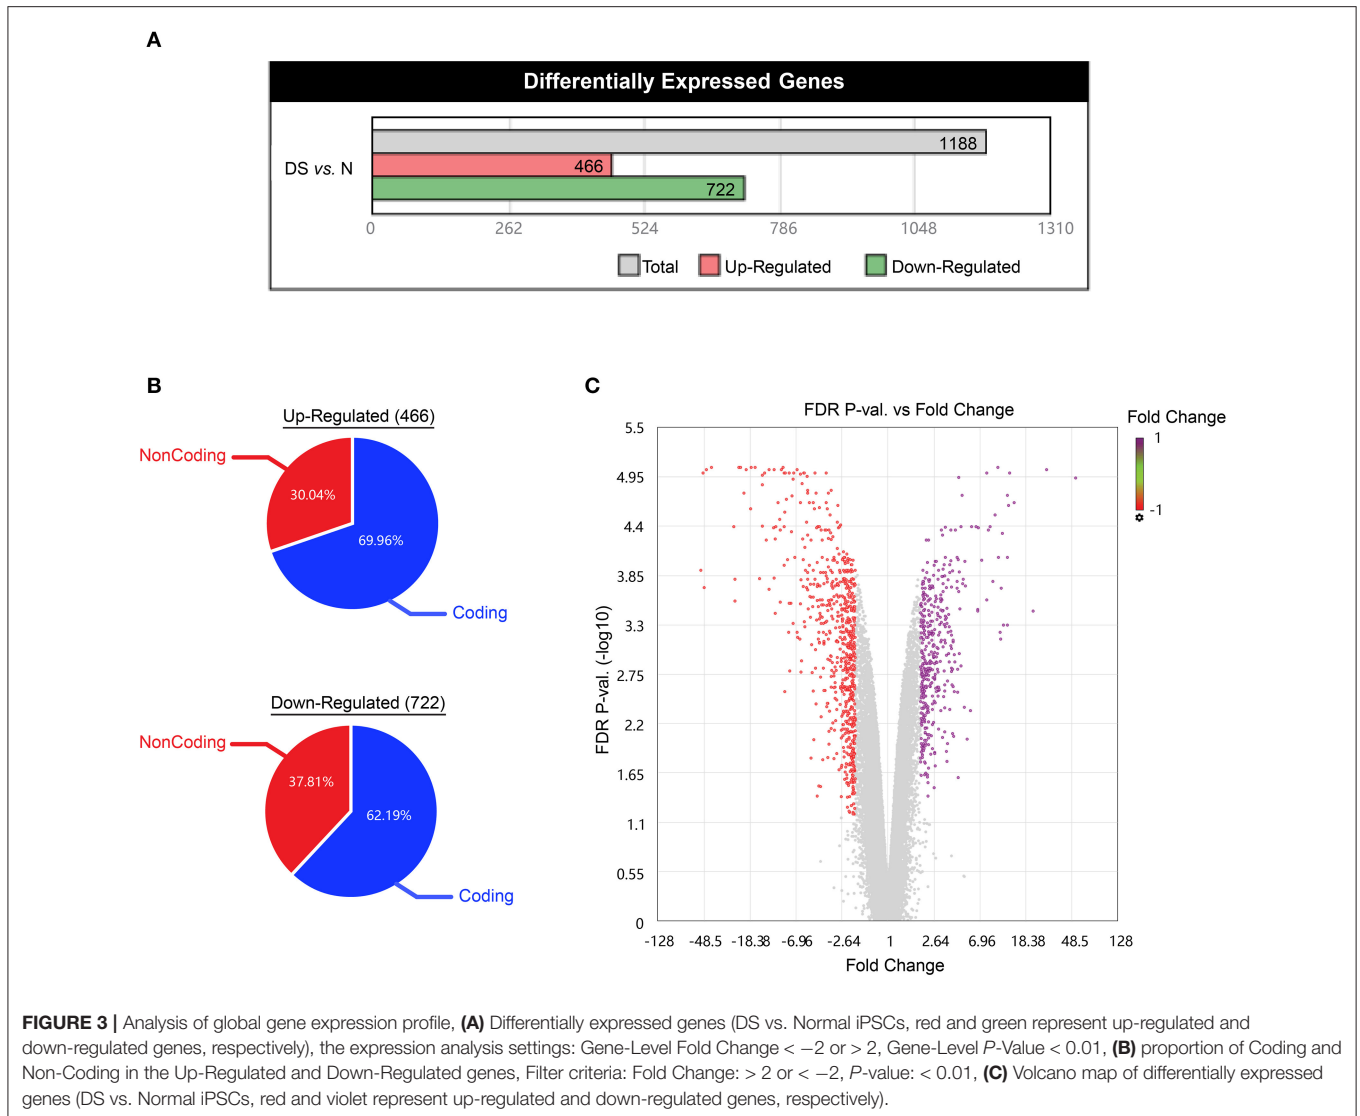 A
Differentially Expressed Genes
DS vs. N
1188
466
722
0 262 524 786 1048 1310
Total Up-Regulated Down-Regulated
B
Up-Regulated (466)
NonCoding
30.04%
69.96%
Coding
Down-Regulated (722)
NonCoding
37.81%
62.19%
Coding
C
FDR P-val. vs Fold Change
Fold Change
1
-1
5.5
4.95
4.4
3.85
3.3
2.75
2.2
1.65
1.1
0.55
0
FDR P-val. (-log10)
-128 -48.5 -18.38 -6.96 -2.64 1 2.64 6.96 18.38 48.5 128
Fold Change
FIGURE 3 | Analysis of global gene expression profile, (A) Differentially expressed genes (DS vs. Normal iPSCs, red and green represent up-regulated and
down-regulated genes, respectively), the expression analysis settings: Gene-Level Fold Change < −2 or > 2, Gene-Level P-Value < 0.01, (B) proportion of Coding and
Non-Coding in the Up-Regulated and Down-Regulated genes, Filter criteria: Fold Change: > 2 or < −2, P-value: < 0.01, (C) Volcano map of differentially expressed
genes (DS vs. Normal iPSCs, red and violet represent up-regulated and down-regulated genes, respectively).